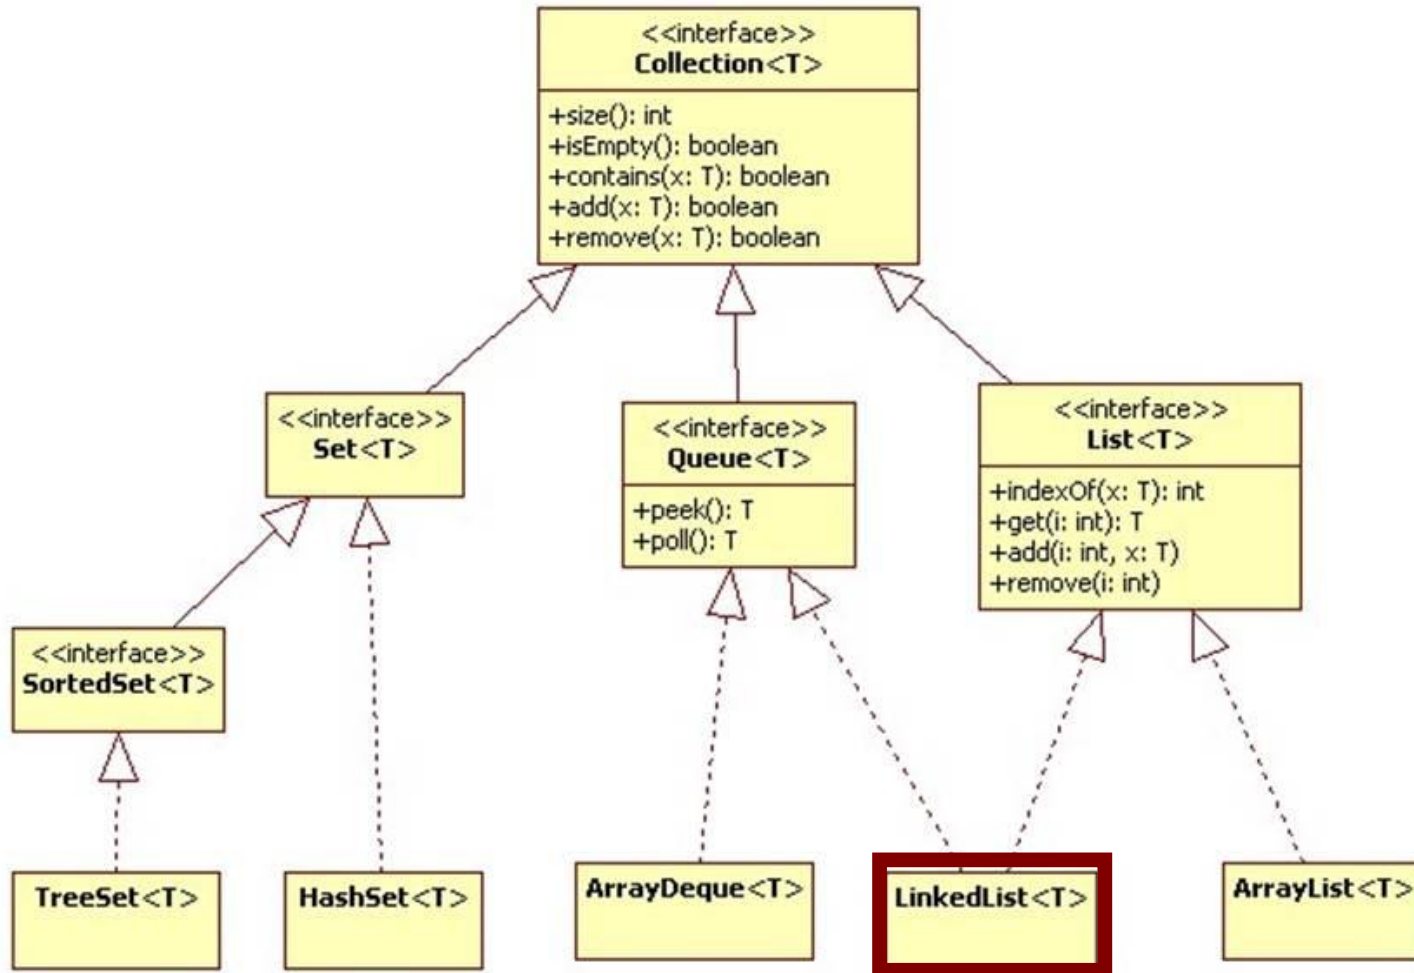 <<interface>>
Collection<T>
+size(): int
+isEmpty(): boolean
+contains(x: T): boolean
+add(x: T): boolean
+remove(x: T): boolean
<<interface>>
Set<T>
<<interface>>
Queue<T>
+peek(): T
+poll(): T
<<interface>>
List<T>
+indexOf(x: T): int
+get(i: int): T
+add(i: int, x: T)
+remove(i: int)
<<interface>>
SortedSet<T>
TreeSet<T>
HashSet<T>
ArrayDeque<T>
LinkedList<T>
ArrayList<T>